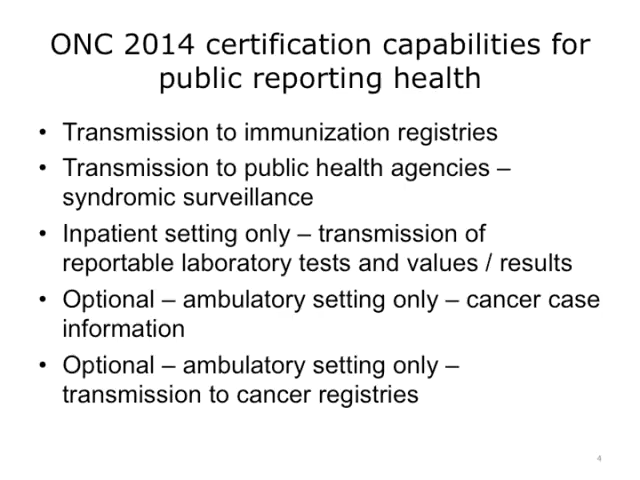 ONC 2014 certification capabilities for
public reporting health
• Transmission to immunization registries
• Transmission to public health agencies –
syndromic surveillance
• Inpatient setting only – transmission of
reportable laboratory tests and values / results
• Optional – ambulatory setting only – cancer case
information
• Optional – ambulatory setting only –
transmission to cancer registries
4